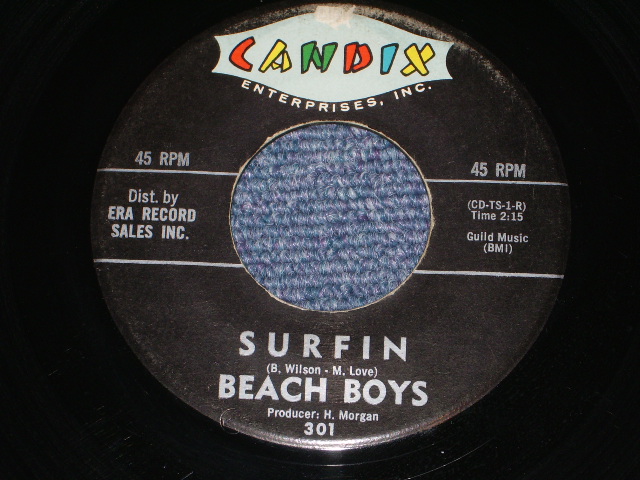 CANDIX
ENTERPRISES, INC.
45 RPM
45 RPM
Dist. by
ERA RECORD
SALES INC.
(CD-TS-1-R)
Time 2:15
Guild Music
(BMI)
SURFIN
(B. Wilson - M. Love)
BEACH BOYS
Producer: H. Morgan
301